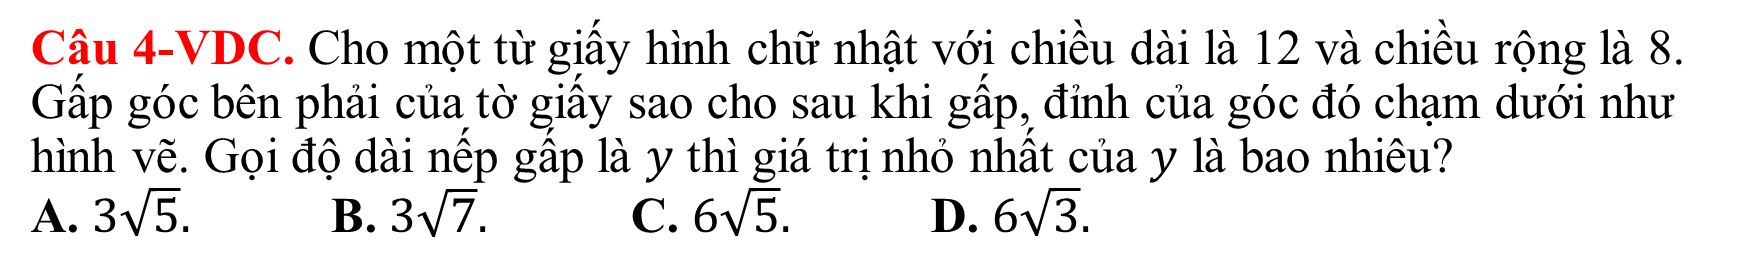 Câu 4-VDC. Cho một từ giấy hình chữ nhật với chiều dài là 12 và chiều rộng là 8.
Gấp góc bên phải của tờ giấy sao cho sau khi gấp, đỉnh của góc đó chạm dưới như
hình vẽ. Gọi độ dài nếp gấp là y thì giá trị nhỏ nhất của y là bao nhiêu?
A. 3√5. B. 3√7. C. 6√5. D. 6√3.